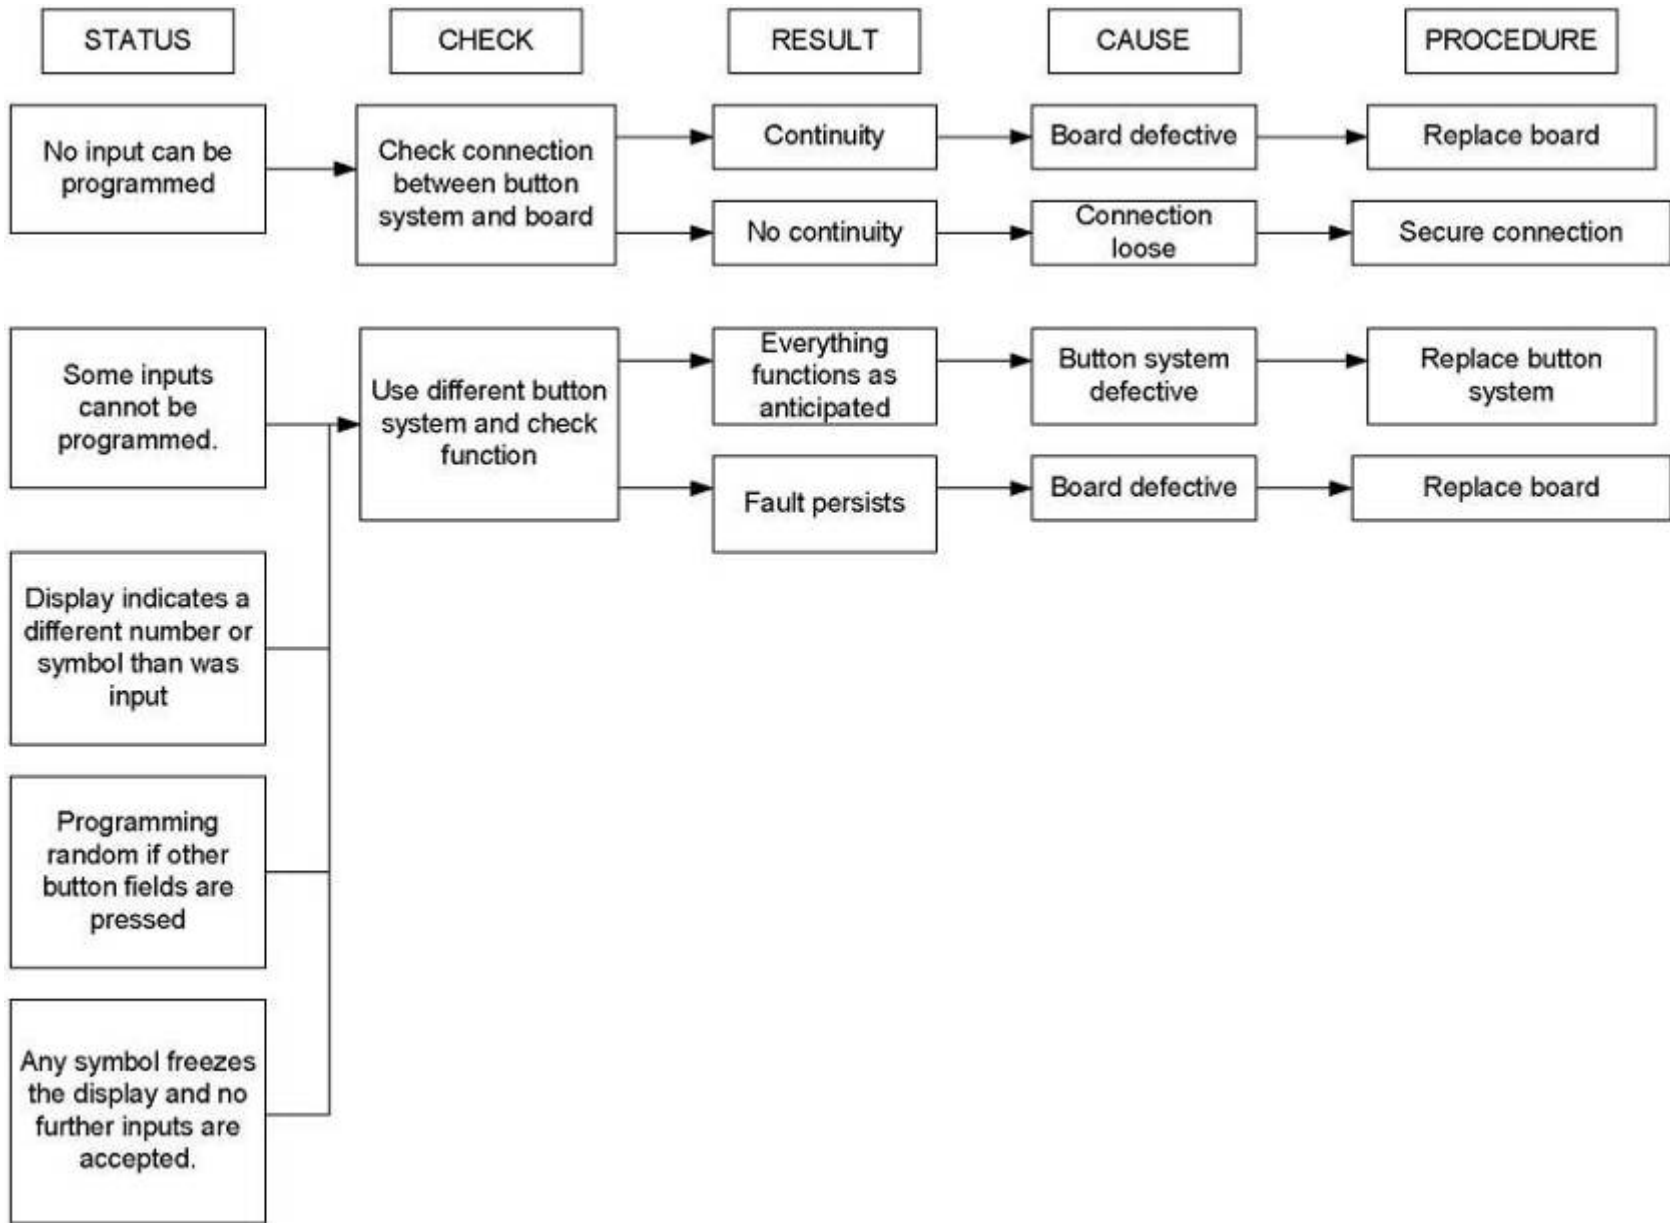 STATUS
CHECK
RESULT
CAUSE
PROCEDURE
No input can be
programmed
Check connection
between button
system and board
Continuity
Board defective
Replace board
No continuity
Connection
loose
Secure connection
Some inputs
cannot be
programmed.
Use different button
system and check
function
Everything
functions as
anticipated
Button system
defective
Replace button
system
Fault persists
Board defective
Replace board
Display indicates a
different number or
symbol than was
input
Programming
random if other
button fields are
pressed
Any symbol freezes
the display and no
further inputs are
accepted.